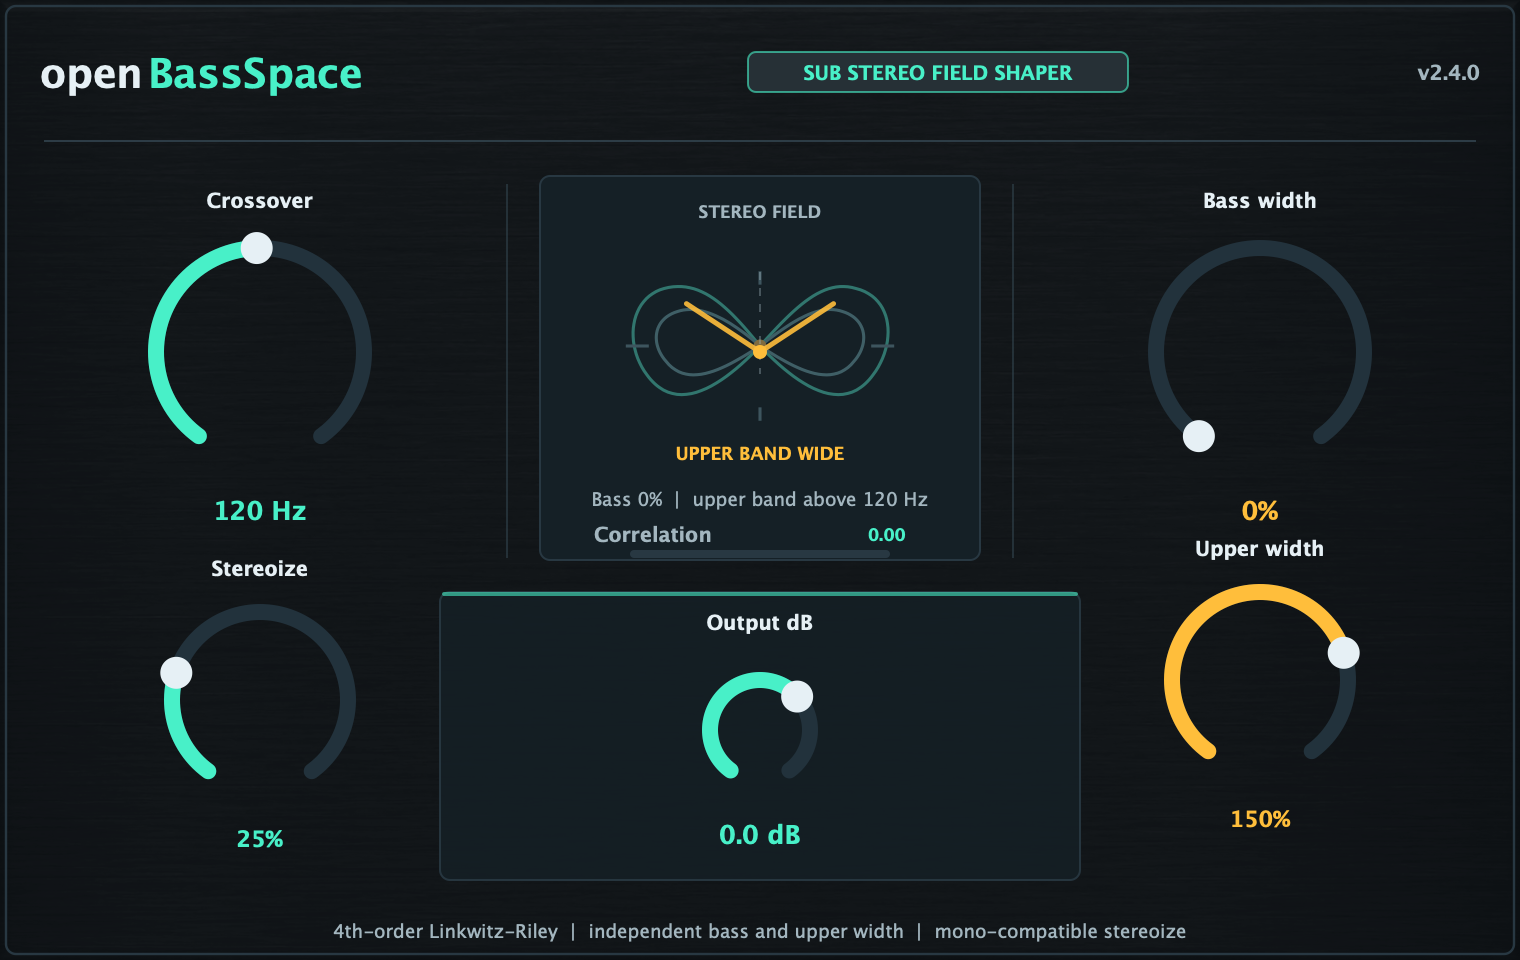 open BassSpace
SUB STEREO FIELD SHAPER
v2.4.0
Crossover
120 Hz
Stereoize
25%
STEREO FIELD
UPPER BAND WIDE
Bass 0% | upper band above 120 Hz
Correlation 0.00
Output dB
0.0 dB
Bass width
0%
Upper width
150%
4th-order Linkwitz-Riley | independent bass and upper width | mono-compatible stereoize